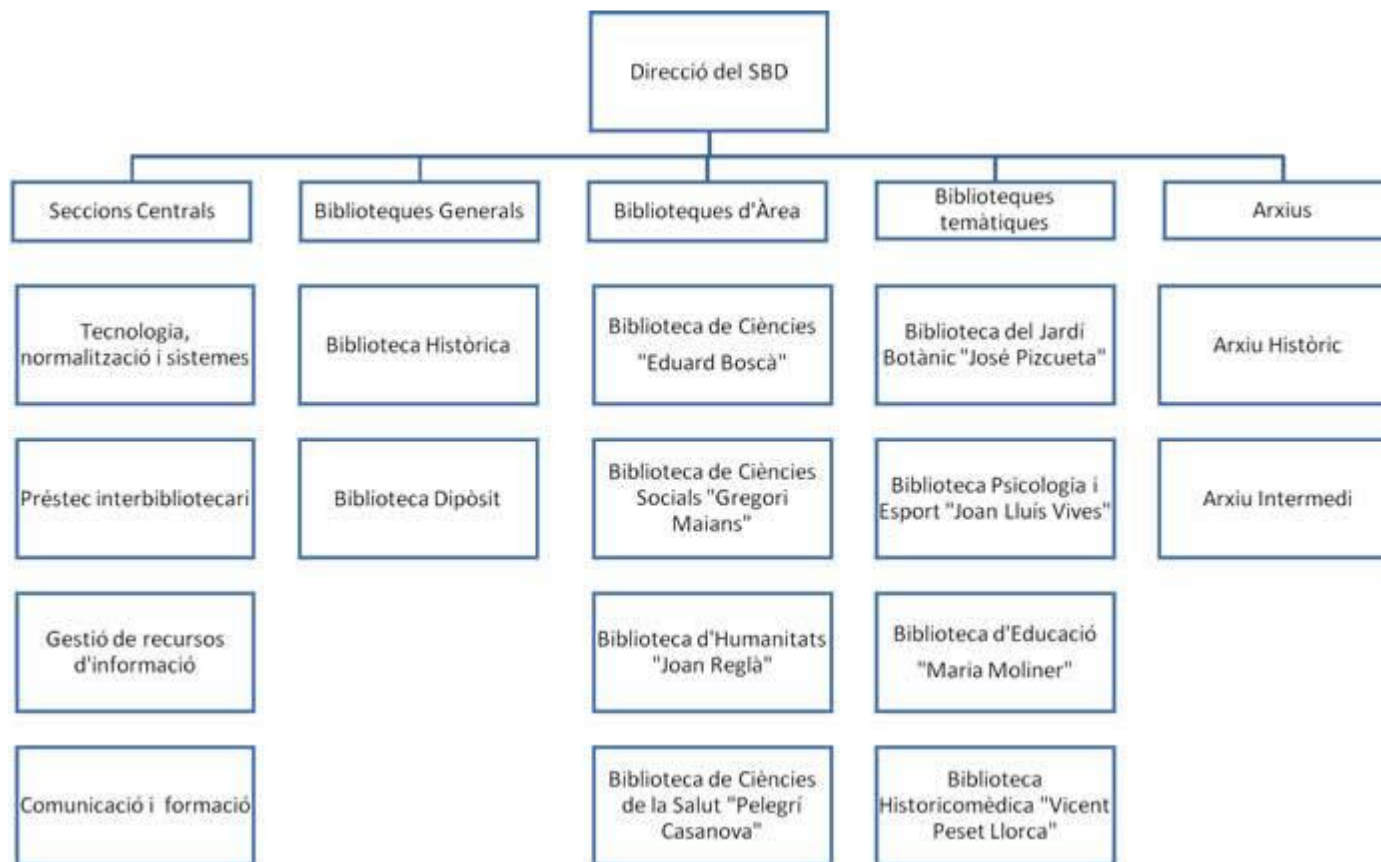 Direcció del SBD
Seccions Centrals
Biblioteques Generals
Biblioteques d'Àrea
Biblioteques
temàtiques
Arxius
Tecnologia,
normalització i sistemes
Biblioteca Històrica
Biblioteca de Ciències
"Eduard Boscà"
Biblioteca del Jardí
Botànic "José Pizcueta"
Arxiu Històric
Préstec interbibliotecari
Biblioteca Dipòsit
Biblioteca de Ciències
Socials "Gregori
Maians"
Biblioteca Psicologia i
Esport "Joan Lluís Vives"
Arxiu Intermedi
Gestió de recursos
d'informació
Biblioteca d'Humanitats
"Joan Reglà"
Biblioteca d'Educació
"Maria Moliner"
Comunicació i formació
Biblioteca de Ciències
de la Salut "Pelegrí
Casanova"
Biblioteca
Historicomèdica "Vicent
Peset Llorca"